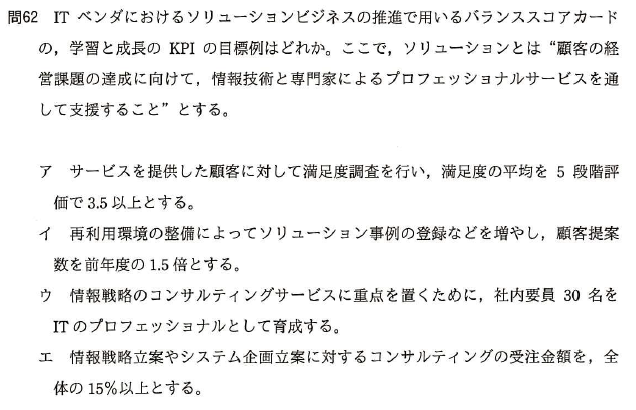 問62 ITベンダにおけるソリューションビジネスの推進で用いるバランススコアカード
の，学習と成長のKPIの目標例はどれか。ここで，ソリューションとは“顧客の経
営課題の達成に向けて，情報技術と専門家によるプロフェッショナルサービスを通
して支援すること”とする。
ア サービスを提供した顧客に対して満足度調査を行い，満足度の平均を5段階評
価で3.5以上とする。
イ 再利用環境の整備によってソリューション事例の登録などを増やし，顧客提案
数を前年度の1.5倍とする。
ウ 情報戦略のコンサルティングサービスに重点を置くために，社内要員30名を
ITのプロフェッショナルとして育成する。
エ 情報戦略立案やシステム企画立案に対するコンサルティングの受注金額を，全
体の15%以上とする。